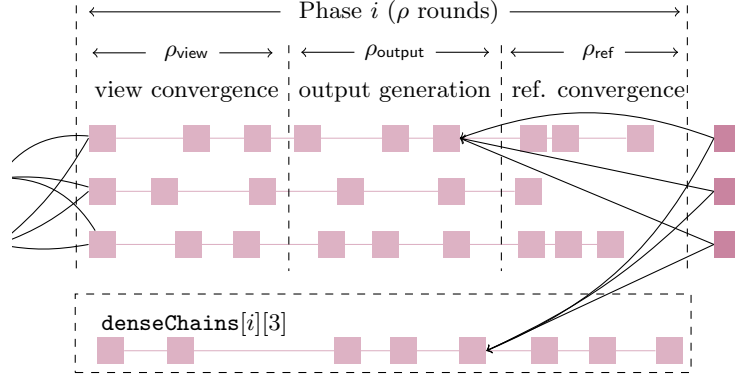 Phase i (ρ rounds)
ρview ρoutput ρref
view convergence output generation ref. convergence
denseChains[i][3]